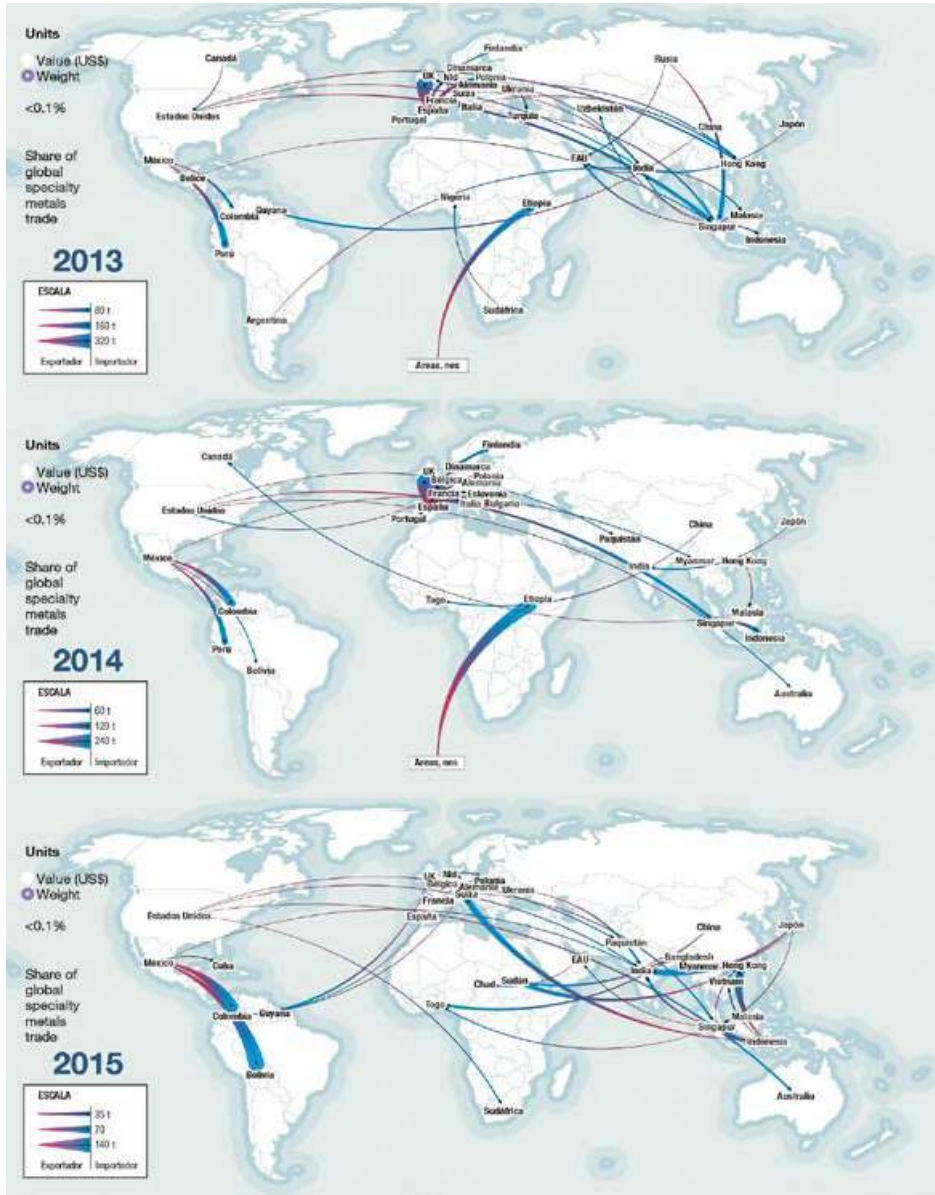 Units
Value (US$)
Weight
<0.1%
Share of
global
specialty
metals
trade
2013
ESCALA
80 t
160 t
320 t
Exportador Importador
Canadá
Estados Unidos
México
Belice
Colombia
Guyana
Perú
Argentina
Finlandia
Dinamarca
UK
Nld
Polonia
Alemania
Ukrania
Suiza
Francia
España
Italia
Portugal
Turquía
Rusia
Uzbekistán
China
Japón
EAU
India
Hong Kong
Nigeria
Etiopia
Malasia
Singapur
Indonesia
Sudáfrica
Areas, nes
Units
Value (US$)
Weight
<0.1%
Share of
global
specialty
metals
trade
2014
ESCALA
60 t
120 t
240 t
Exportador Importador
Canadá
Estados Unidos
México
Colombia
Perú
Bolivia
Finlandia
Dinamarca
UK
Bélgica
Polonia
Alemania
Francia
Eslovenia
España
Italia
Bulgaria
Portugal
China
Japón
Paquistán
India
Myanmar
Hong Kong
Togo
Etiopia
Malasia
Singapur
Indonesia
Australia
Areas, nes
Units
Value (US$)
Weight
<0.1%
Share of
global
specialty
metals
trade
2015
ESCALA
35 t
70
140 t
Exportador Importador
Estados Unidos
México
Cuba
Colombia
Guyana
Bolivia
UK
Nld
Polonia
Bélgica
Alemania
Ukrania
Suiza
Francia
España
China
Japón
Paquistán
Bangladesh
EAU
India
Myanmar
Hong Kong
Vietnam
Chad
Sudán
Togo
Malasia
Singapur
Indonesia
Australia
Sudáfrica